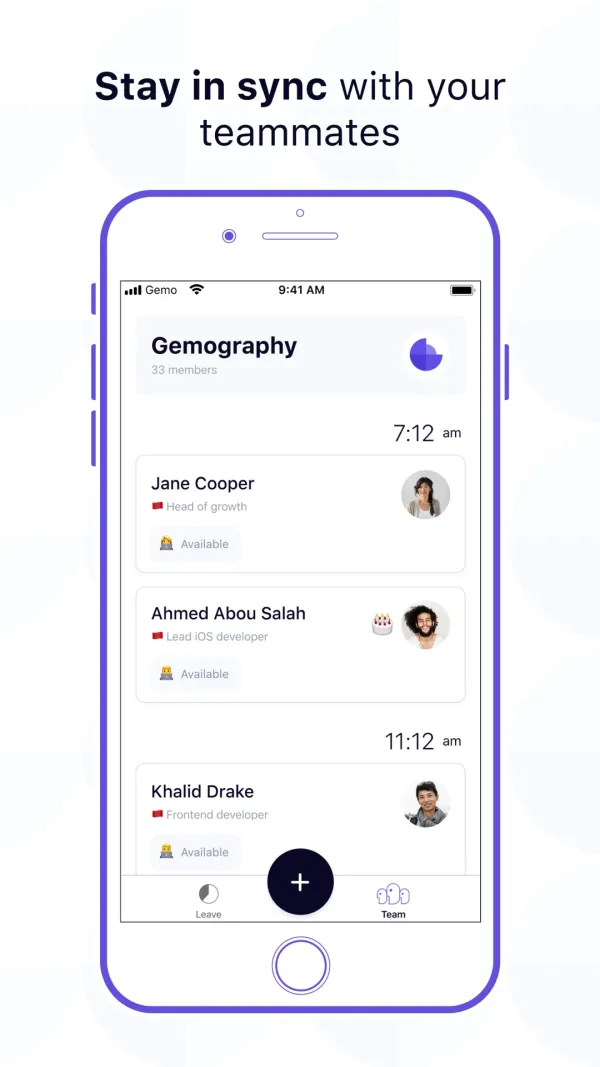 Stay in sync with your
teammates
Gemo
9:41 AM
Gemography
33 members
7:12 am
Jane Cooper
Head of growth
Available
Ahmed Abou Salah
Lead iOS developer
Available
11:12 am
Khalid Drake
Frontend developer
Available
+
Leave
Team